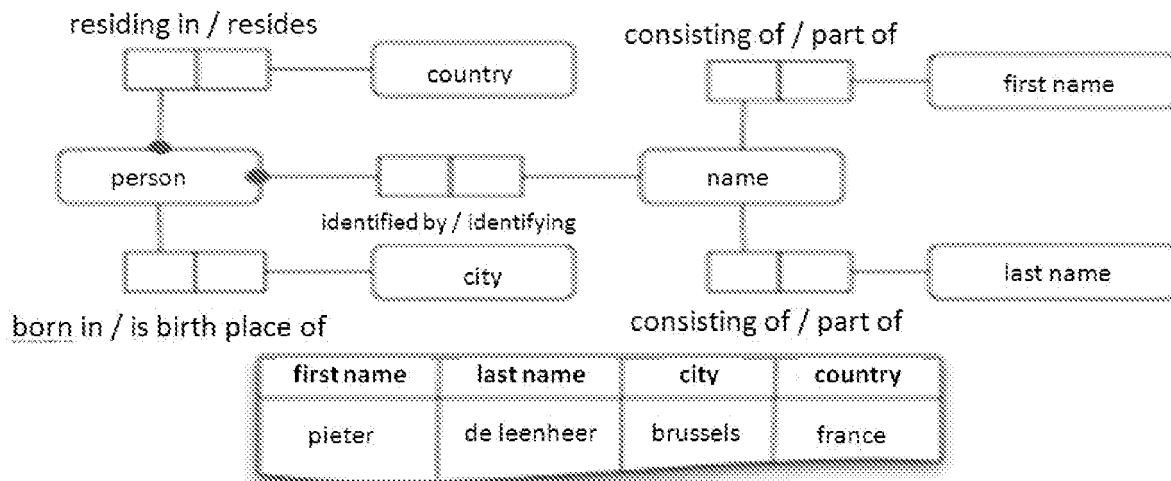 residing in / resides
consisting of / part of
country
first name
person
name
identified by / identifying
city
last name
born in / is birth place of
consisting of / part of
first name last name city country
pieter de leenheer brussels france